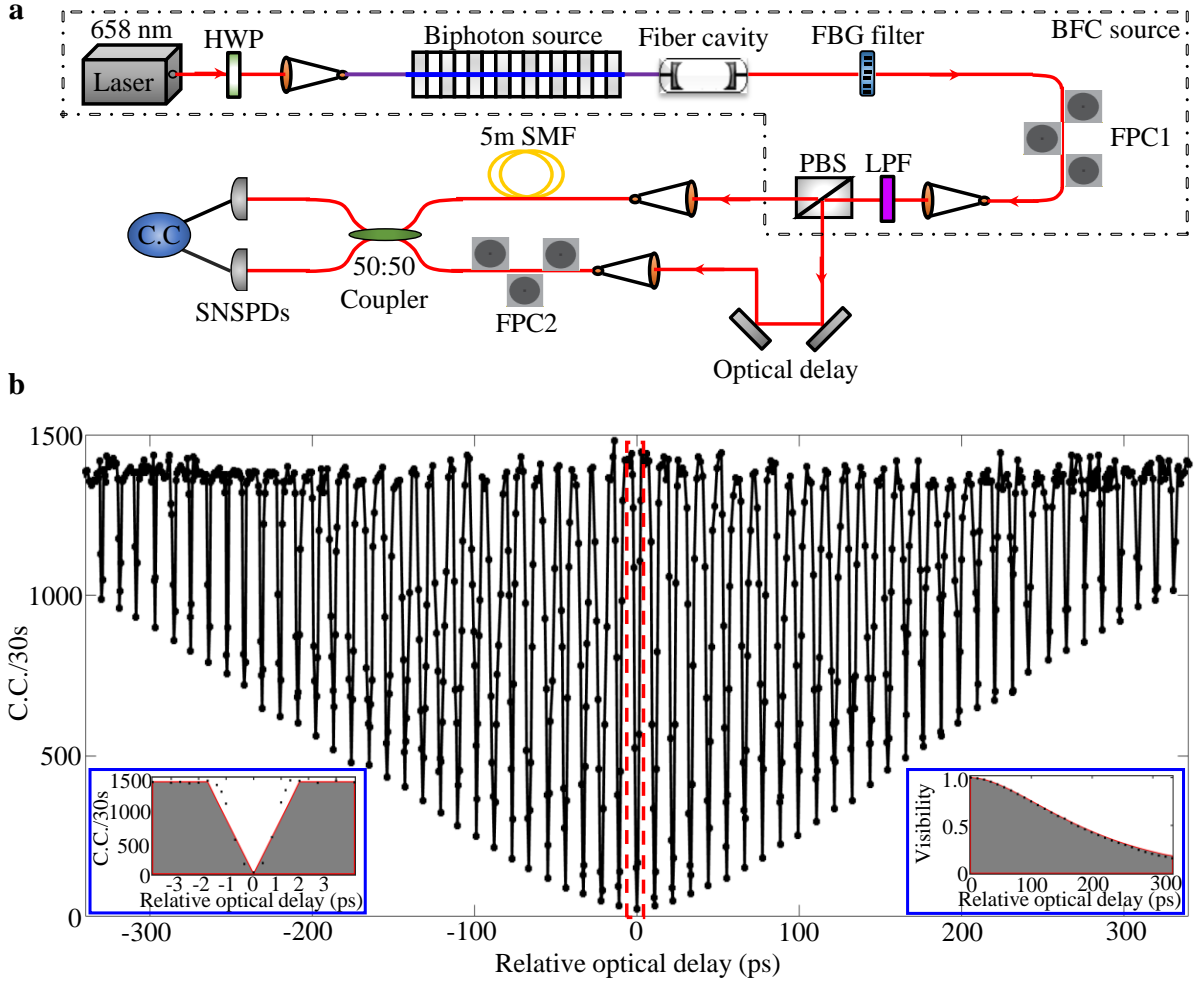 a
658 nm
HWP
Biphoton source
Fiber cavity
FBG filter
BFC source
Laser
FPC1
5m SMF
PBS
LPF
C.C
50:50
Coupler
SNSPDs
FPC2
Optical delay
b
1500
1000
500
0
C.C./30s
-300
-200
-100
0
100
200
300
Relative optical delay (ps)
1500
1000
500
0
C.C./30s
-3
-2
-1
0
1
2
3
Relative optical delay (ps)
1.0
0.5
0
Visibility
0
100
200
300
Relative optical delay (ps)